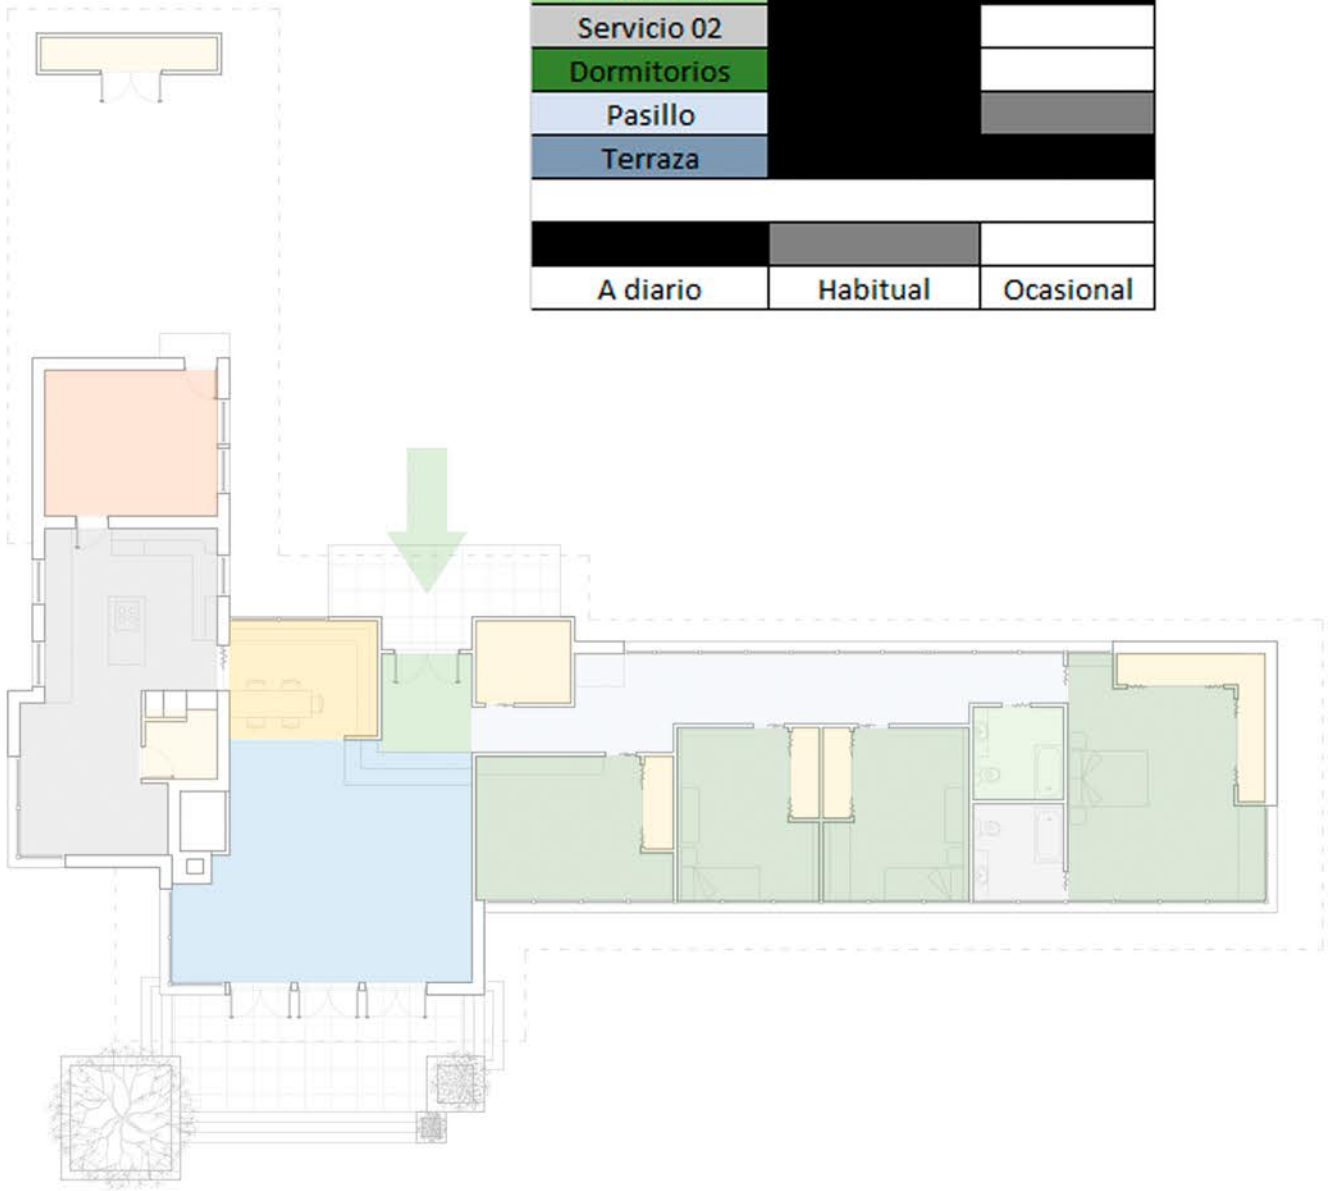 Servicio 02
Dormitorios
Pasillo
Terraza
A diario Habitual Ocasional